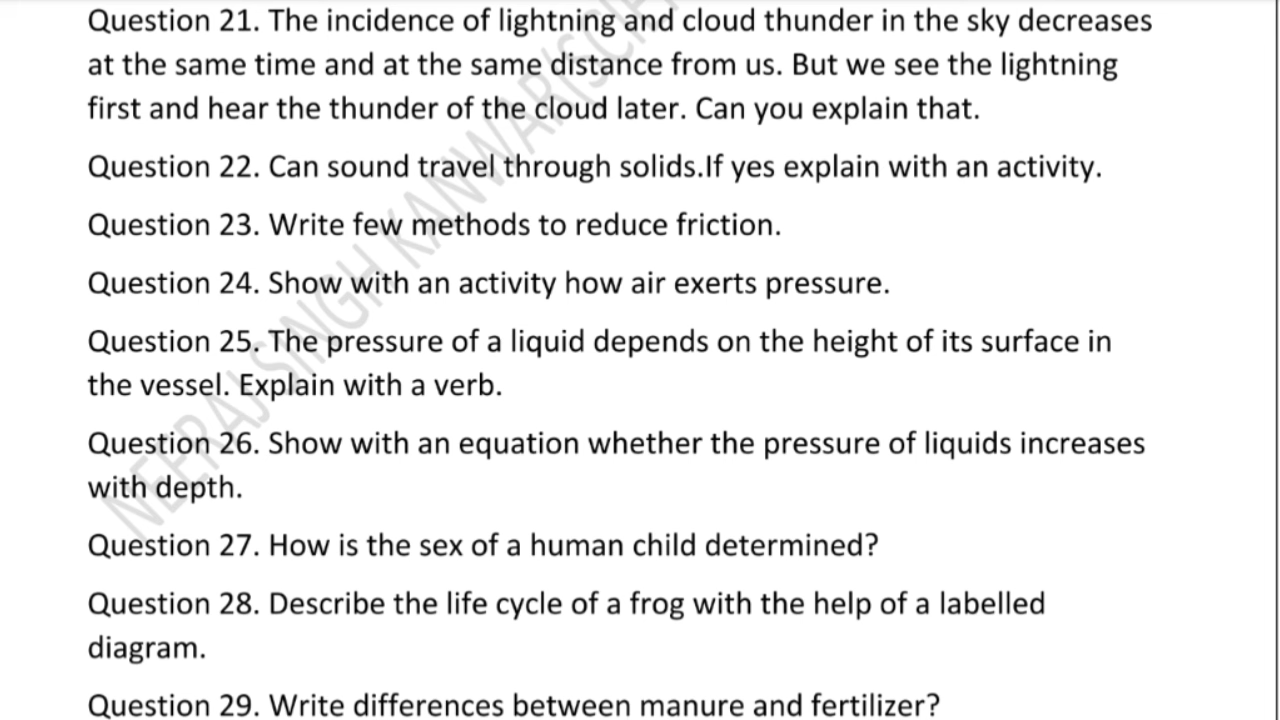 Question 21. The incidence of lightning and cloud thunder in the sky decreases
at the same time and at the same distance from us. But we see the lightning
first and hear the thunder of the cloud later. Can you explain that.
Question 22. Can sound travel through solids.If yes explain with an activity.
Question 23. Write few methods to reduce friction.
Question 24. Show with an activity how air exerts pressure.
Question 25. The pressure of a liquid depends on the height of its surface in
the vessel. Explain with a verb.
Question 26. Show with an equation whether the pressure of liquids increases
with depth.
Question 27. How is the sex of a human child determined?
Question 28. Describe the life cycle of a frog with the help of a labelled
diagram.
Question 29. Write differences between manure and fertilizer?
NEERAJ SINGH KANWAR